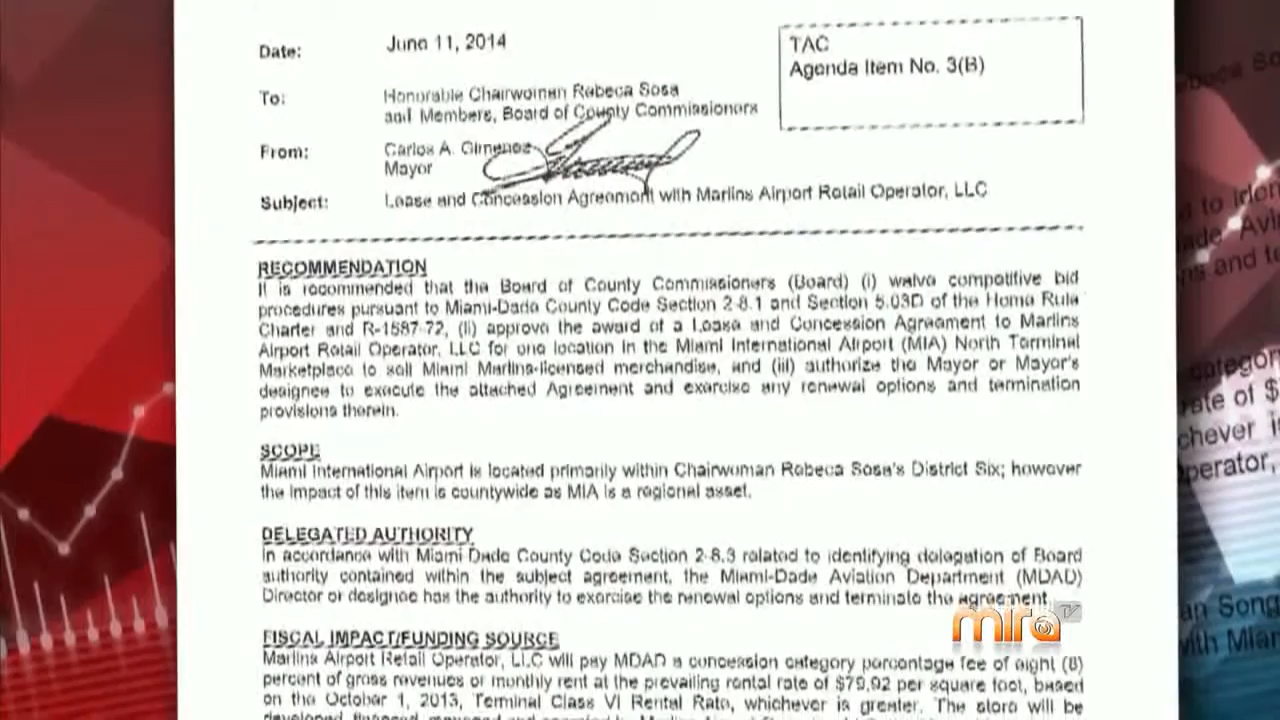 Date: June 11, 2014
TAC
Agenda Item No. 3(B)
To: Honorable Chairwoman Rebeca Sosa
and Members, Board of County Commissioners
From: Carlos A. Gimenez
Mayor
Subject: Lease and Concession Agreement with Marlins Airport Retail Operator, LLC
RECOMMENDATION
It is recommended that the Board of County Commissioners (Board) (i) waive competitive bid
procedures pursuant to Miami-Dade County Code Section 2-8.1 and Section 5.03D of the Home Rule
Charter and R-1587-72, (ii) approve the award of a Lease and Concession Agreement to Marlins
Airport Retail Operator, LLC for one location in the Miami International Airport (MIA) North Terminal
Marketplace to sell Miami Marlins-licensed merchandise, and (iii) authorize the Mayor or Mayor's
designee to execute the attached Agreement and exercise any renewal options and termination
provisions therein.
SCOPE
Miami International Airport is located primarily within Chairwoman Rebeca Sosa's District Six; however
the impact of this item is countywide as MIA is a regional asset.
DELEGATED AUTHORITY
In accordance with Miami Dade County Code Section 2-8.3 related to identifying delegation of Board
authority contained within the subject agreement, the Miami-Dade Aviation Department (MDAD)
Director or designee has the authority to exercise the renewal options and terminate the agreement.
mira TV
FISCAL IMPACT/FUNDING SOURCE
Marlins Airport Retail Operator, LLC will pay MDAD a concession category percentage fee of eight (8)
percent of gross revenues or monthly rent at the prevailing rental rate of $79.92 per square foot, based
on the October 1, 2013, Terminal Class VI Rental Rate, whichever is greater. The store will be